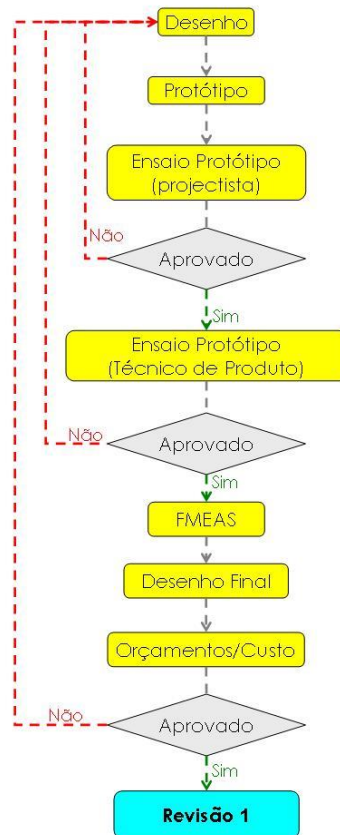 Desenho
Protótipo
Ensaio Protótipo
(projectista)
Não
Aprovado
Sim
Ensaio Protótipo
(Técnico de Produto)
Não
Aprovado
Sim
FMEAS
Desenho Final
Orçamentos/Custo
Não
Aprovado
Sim
Revisão 1